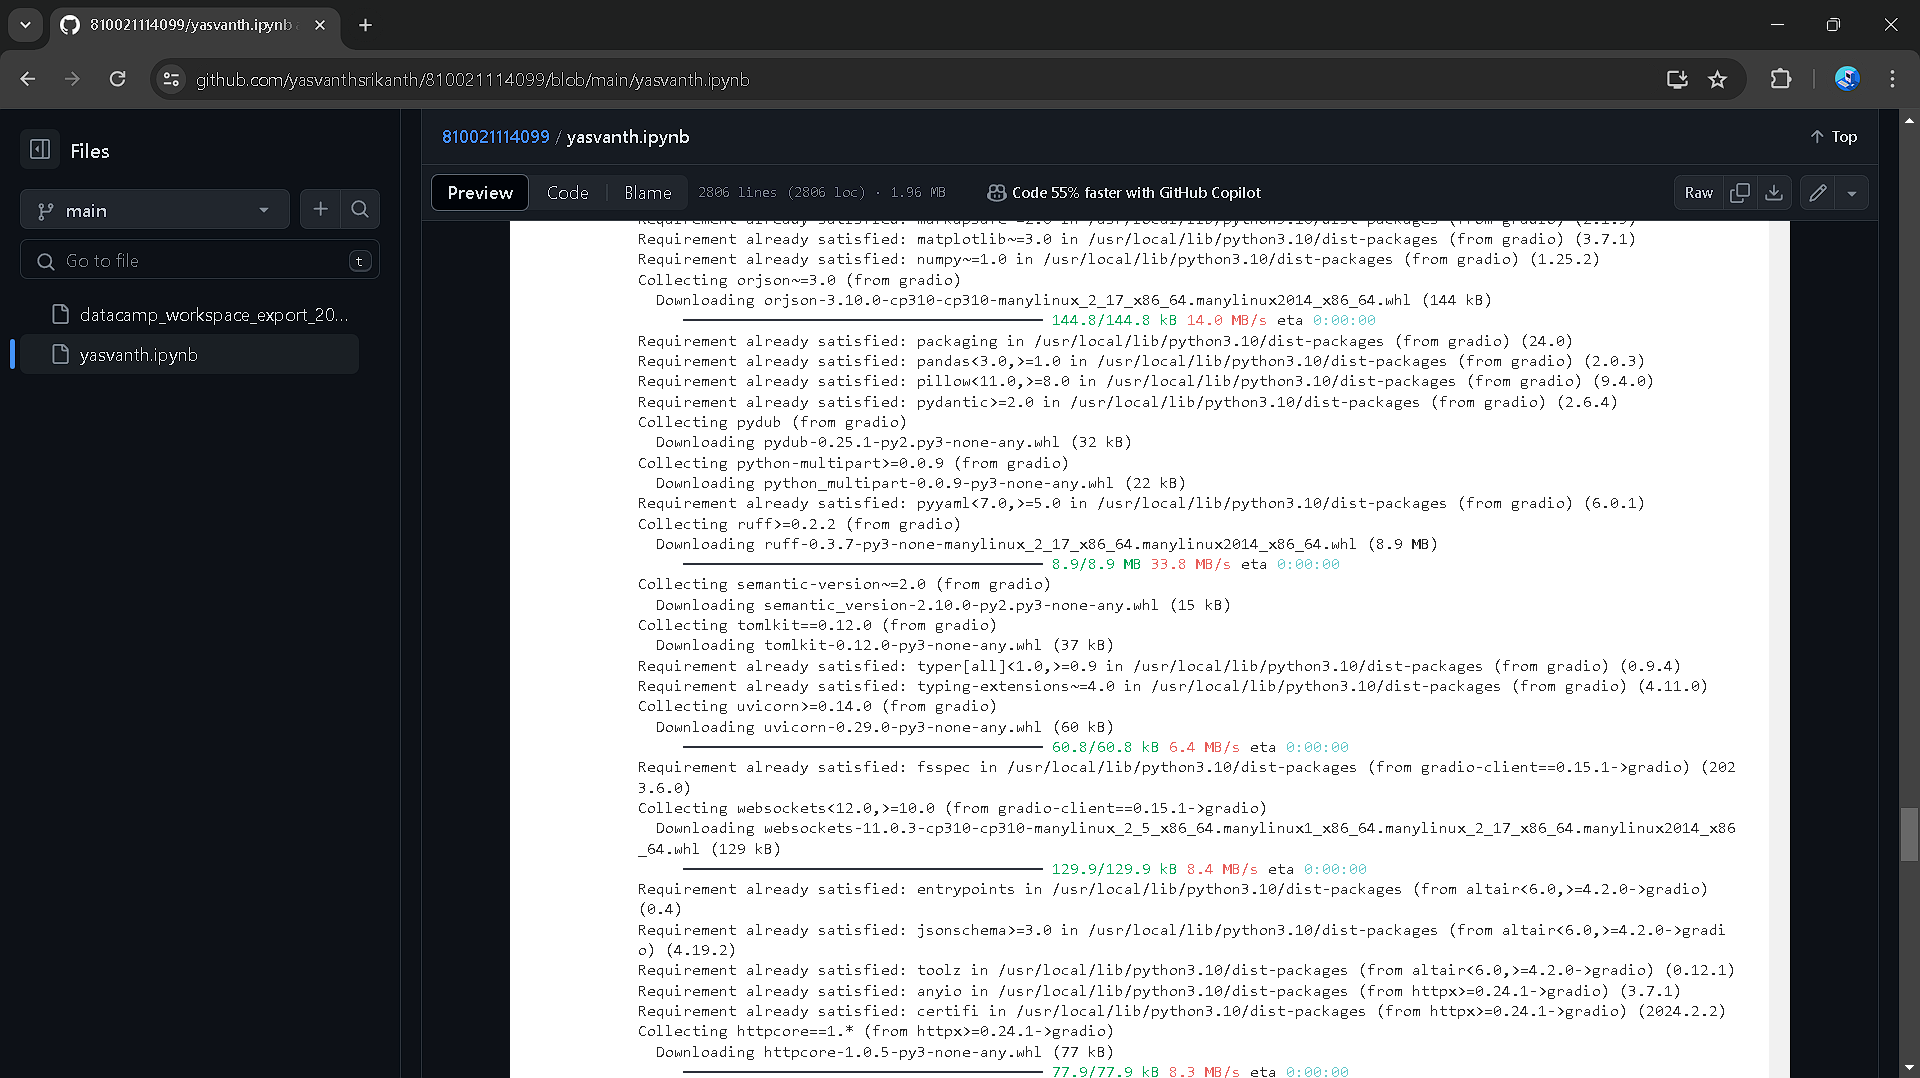 810021114099/yasvanth.ipynb
github.com/yasvanthsrikanth/810021114099/blob/main/yasvanth.ipynb
Files
main
Go to file
t
datacamp_workspace_export_20...
yasvanth.ipynb
810021114099 / yasvanth.ipynb
Top
Preview
Code
Blame
2806 lines (2806 loc) · 1.96 MB
Code 55% faster with GitHub Copilot
Raw
Requirement already satisfied: matplotlib~=3.0 in /usr/local/lib/python3.10/dist-packages (from gradio) (3.7.1)
Requirement already satisfied: numpy~=1.0 in /usr/local/lib/python3.10/dist-packages (from gradio) (1.25.2)
Collecting orjson~=3.0 (from gradio)
Downloading orjson-3.10.0-cp310-cp310-manylinux_2_17_x86_64.manylinux2014_x86_64.whl (144 kB)
144.8/144.8 kB 14.0 MB/s eta 0:00:00
Requirement already satisfied: packaging in /usr/local/lib/python3.10/dist-packages (from gradio) (24.0)
Requirement already satisfied: pandas<3.0,>=1.0 in /usr/local/lib/python3.10/dist-packages (from gradio) (2.0.3)
Requirement already satisfied: pillow<11.0,>=8.0 in /usr/local/lib/python3.10/dist-packages (from gradio) (9.4.0)
Requirement already satisfied: pydantic>=2.0 in /usr/local/lib/python3.10/dist-packages (from gradio) (2.6.4)
Collecting pydub (from gradio)
Downloading pydub-0.25.1-py2.py3-none-any.whl (32 kB)
Collecting python-multipart>=0.0.9 (from gradio)
Downloading python_multipart-0.0.9-py3-none-any.whl (22 kB)
Requirement already satisfied: pyyaml<7.0,>=5.0 in /usr/local/lib/python3.10/dist-packages (from gradio) (6.0.1)
Collecting ruff>=0.2.2 (from gradio)
Downloading ruff-0.3.7-py3-none-manylinux_2_17_x86_64.manylinux2014_x86_64.whl (8.9 MB)
8.9/8.9 MB 33.8 MB/s eta 0:00:00
Collecting semantic-version~=2.0 (from gradio)
Downloading semantic_version-2.10.0-py2.py3-none-any.whl (15 kB)
Collecting tomlkit==0.12.0 (from gradio)
Downloading tomlkit-0.12.0-py3-none-any.whl (37 kB)
Requirement already satisfied: typer[all]<1.0,>=0.9 in /usr/local/lib/python3.10/dist-packages (from gradio) (0.9.4)
Requirement already satisfied: typing-extensions~=4.0 in /usr/local/lib/python3.10/dist-packages (from gradio) (4.11.0)
Collecting uvicorn>=0.14.0 (from gradio)
Downloading uvicorn-0.29.0-py3-none-any.whl (60 kB)
60.8/60.8 kB 6.4 MB/s eta 0:00:00
Requirement already satisfied: fsspec in /usr/local/lib/python3.10/dist-packages (from gradio-client==0.15.1->gradio) (202
3.6.0)
Collecting websockets<12.0,>=10.0 (from gradio-client==0.15.1->gradio)
Downloading websockets-11.0.3-cp310-cp310-manylinux_2_5_x86_64.manylinux1_x86_64.manylinux_2_17_x86_64.manylinux2014_x86
_64.whl (129 kB)
129.9/129.9 kB 8.4 MB/s eta 0:00:00
Requirement already satisfied: entrypoints in /usr/local/lib/python3.10/dist-packages (from altair<6.0,>=4.2.0->gradio)
(0.4)
Requirement already satisfied: jsonschema>=3.0 in /usr/local/lib/python3.10/dist-packages (from altair<6.0,>=4.2.0->gradi
o) (4.19.2)
Requirement already satisfied: toolz in /usr/local/lib/python3.10/dist-packages (from altair<6.0,>=4.2.0->gradio) (0.12.1)
Requirement already satisfied: anyio in /usr/local/lib/python3.10/dist-packages (from httpx>=0.24.1->gradio) (3.7.1)
Requirement already satisfied: certifi in /usr/local/lib/python3.10/dist-packages (from httpx>=0.24.1->gradio) (2024.2.2)
Collecting httpcore==1.* (from httpx>=0.24.1->gradio)
Downloading httpcore-1.0.5-py3-none-any.whl (77 kB)
77.9/77.9 kB 8.3 MB/s eta 0:00:00